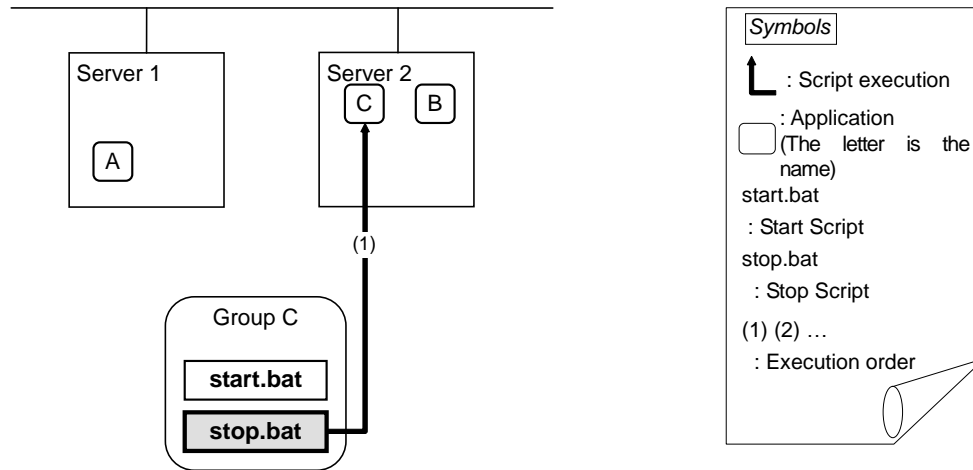 Server 1
A
Server 2
C
B
(1)
Group C
start.bat
stop.bat
Symbols
: Script execution
: Application
(The letter is the
name)
start.bat
: Start Script
stop.bat
: Stop Script
(1) (2) …
: Execution order